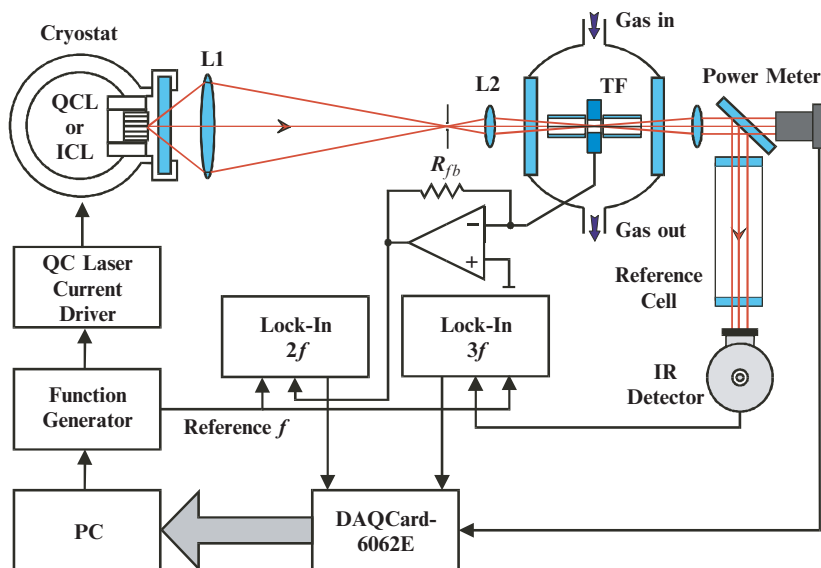 Cryostat
L1
Gas in
L2
TF
Power Meter
QCL
or
ICL
R_fb
−
+
Gas out
QC Laser
Current
Driver
Lock-In
2f
Lock-In
3f
Reference
Cell
Function
Generator
Reference f
IR
Detector
PC
DAQCard-
6062E